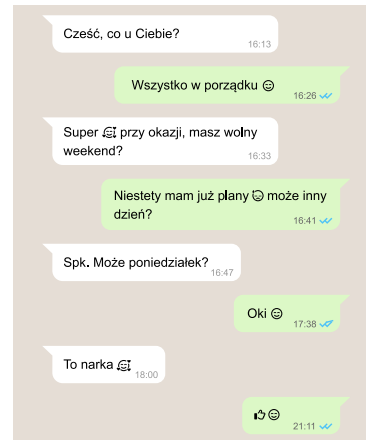 Cześć, co u Ciebie?
16:13
Wszystko w porządku 😊
16:26
Super 🥰 przy okazji, masz wolny
weekend?
16:33
Niestety mam już plany 🥲 może inny
dzień?
16:41
Spk. Może poniedziałek?
16:47
Oki 😊
17:38
To narka 🥰
18:00
👍😊
21:11